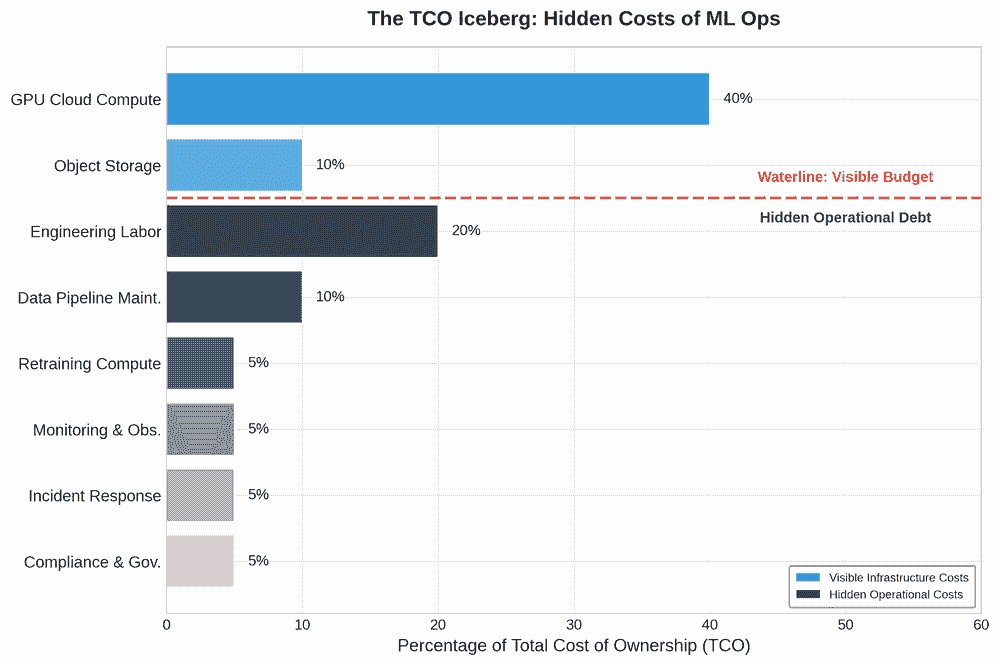 The TCO Iceberg: Hidden Costs of ML Ops
GPU Cloud Compute
40%
Object Storage
10%
Waterline: Visible Budget
Hidden Operational Debt
Engineering Labor
20%
Data Pipeline Maint.
10%
Retraining Compute
5%
Monitoring & Obs.
5%
Incident Response
5%
Compliance & Gov.
5%
Visible Infrastructure Costs
Hidden Operational Costs
0 10 20 30 40 50 60
Percentage of Total Cost of Ownership (TCO)